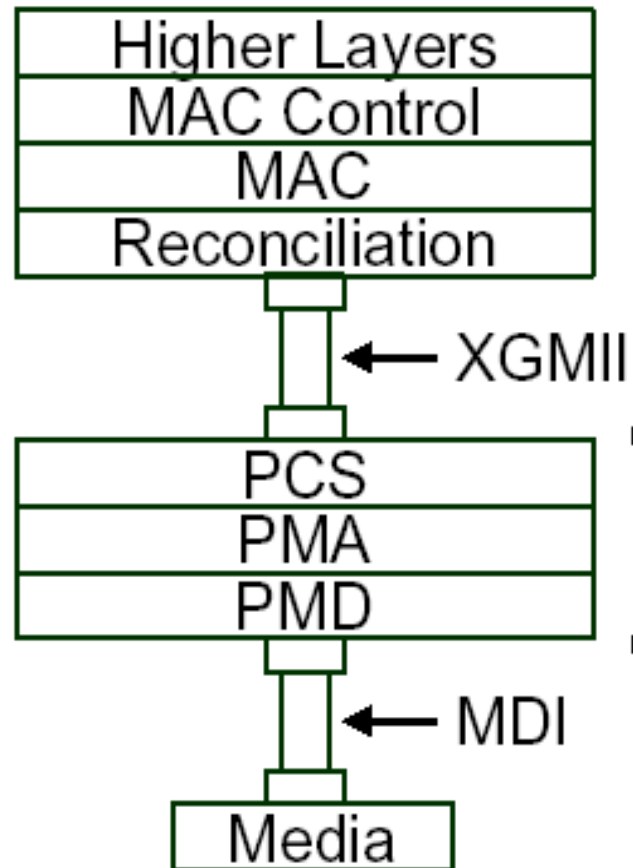 Higher Layers
MAC Control
MAC
Reconciliation
XGMII
PCS
PMA
PMD
MDI
Media